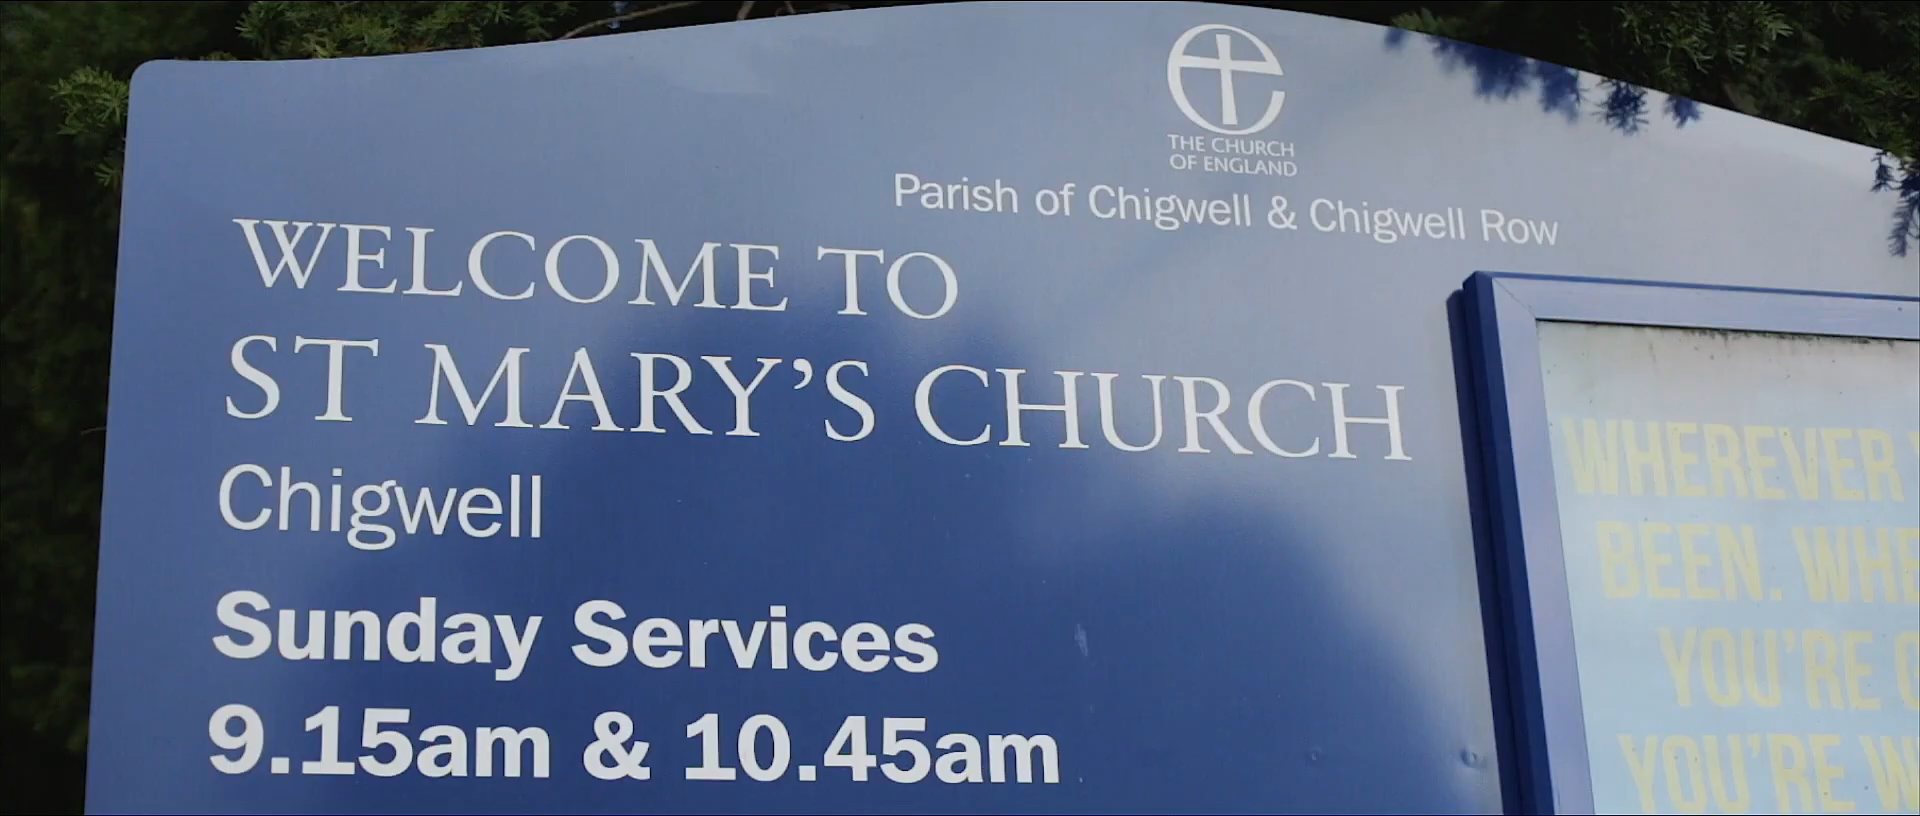 THE CHURCH
OF ENGLAND
Parish of Chigwell & Chigwell Row
WELCOME TO
ST MARY'S CHURCH
Chigwell
Sunday Services
9.15am & 10.45am
WHEREVER
BEEN.
YOU'RE
YOU'RE